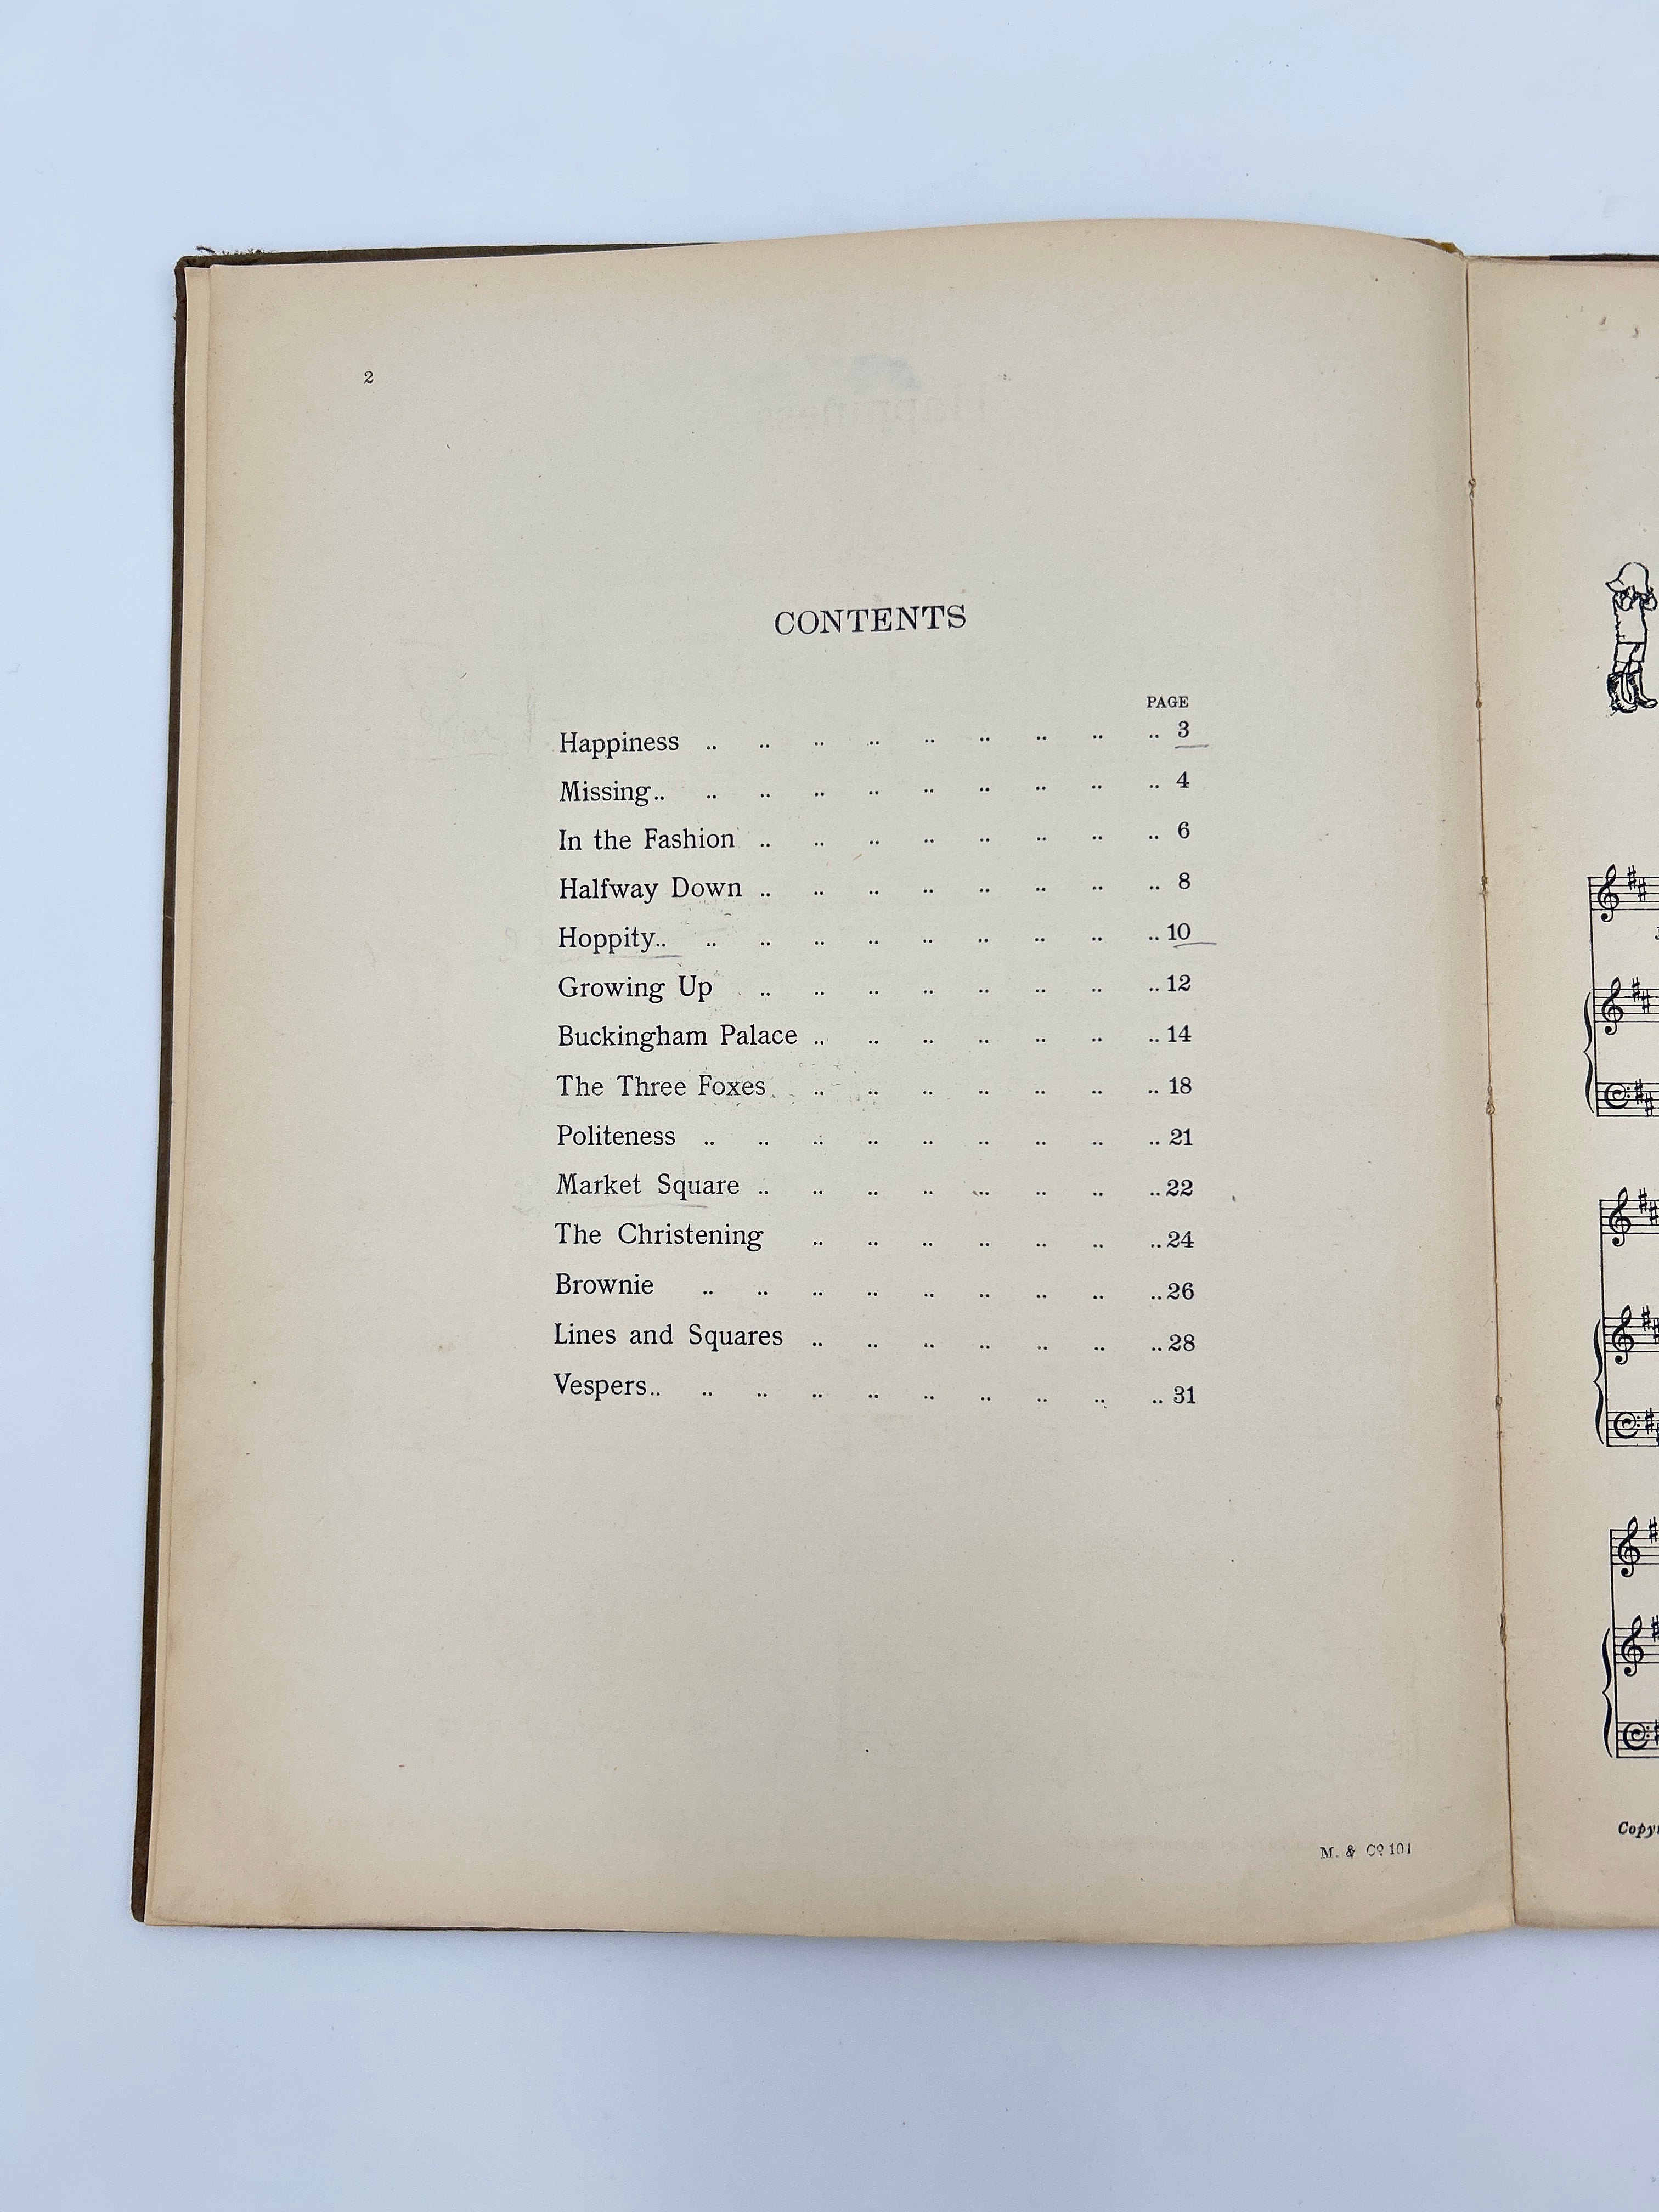 2
CONTENTS
PAGE
Happiness .. .. .. .. .. .. .. .. .. 3
Missing.. .. .. .. .. .. .. .. .. .. 4
In the Fashion .. .. .. .. .. .. .. .. 6
Halfway Down .. .. .. .. .. .. .. .. 8
Hoppity.. .. .. .. .. .. .. .. .. .. 10
Growing Up .. .. .. .. .. .. .. .. 12
Buckingham Palace .. .. .. .. .. .. .. 14
The Three Foxes .. .. .. .. .. .. .. 18
Politeness .. .. .. .. .. .. .. .. .. 21
Market Square .. .. .. .. .. .. .. .. 22
The Christening .. .. .. .. .. .. .. 24
Brownie .. .. .. .. .. .. .. .. .. 26
Lines and Squares .. .. .. .. .. .. .. 28
Vespers.. .. .. .. .. .. .. .. .. .. 31
M. & Cº 101
Copy